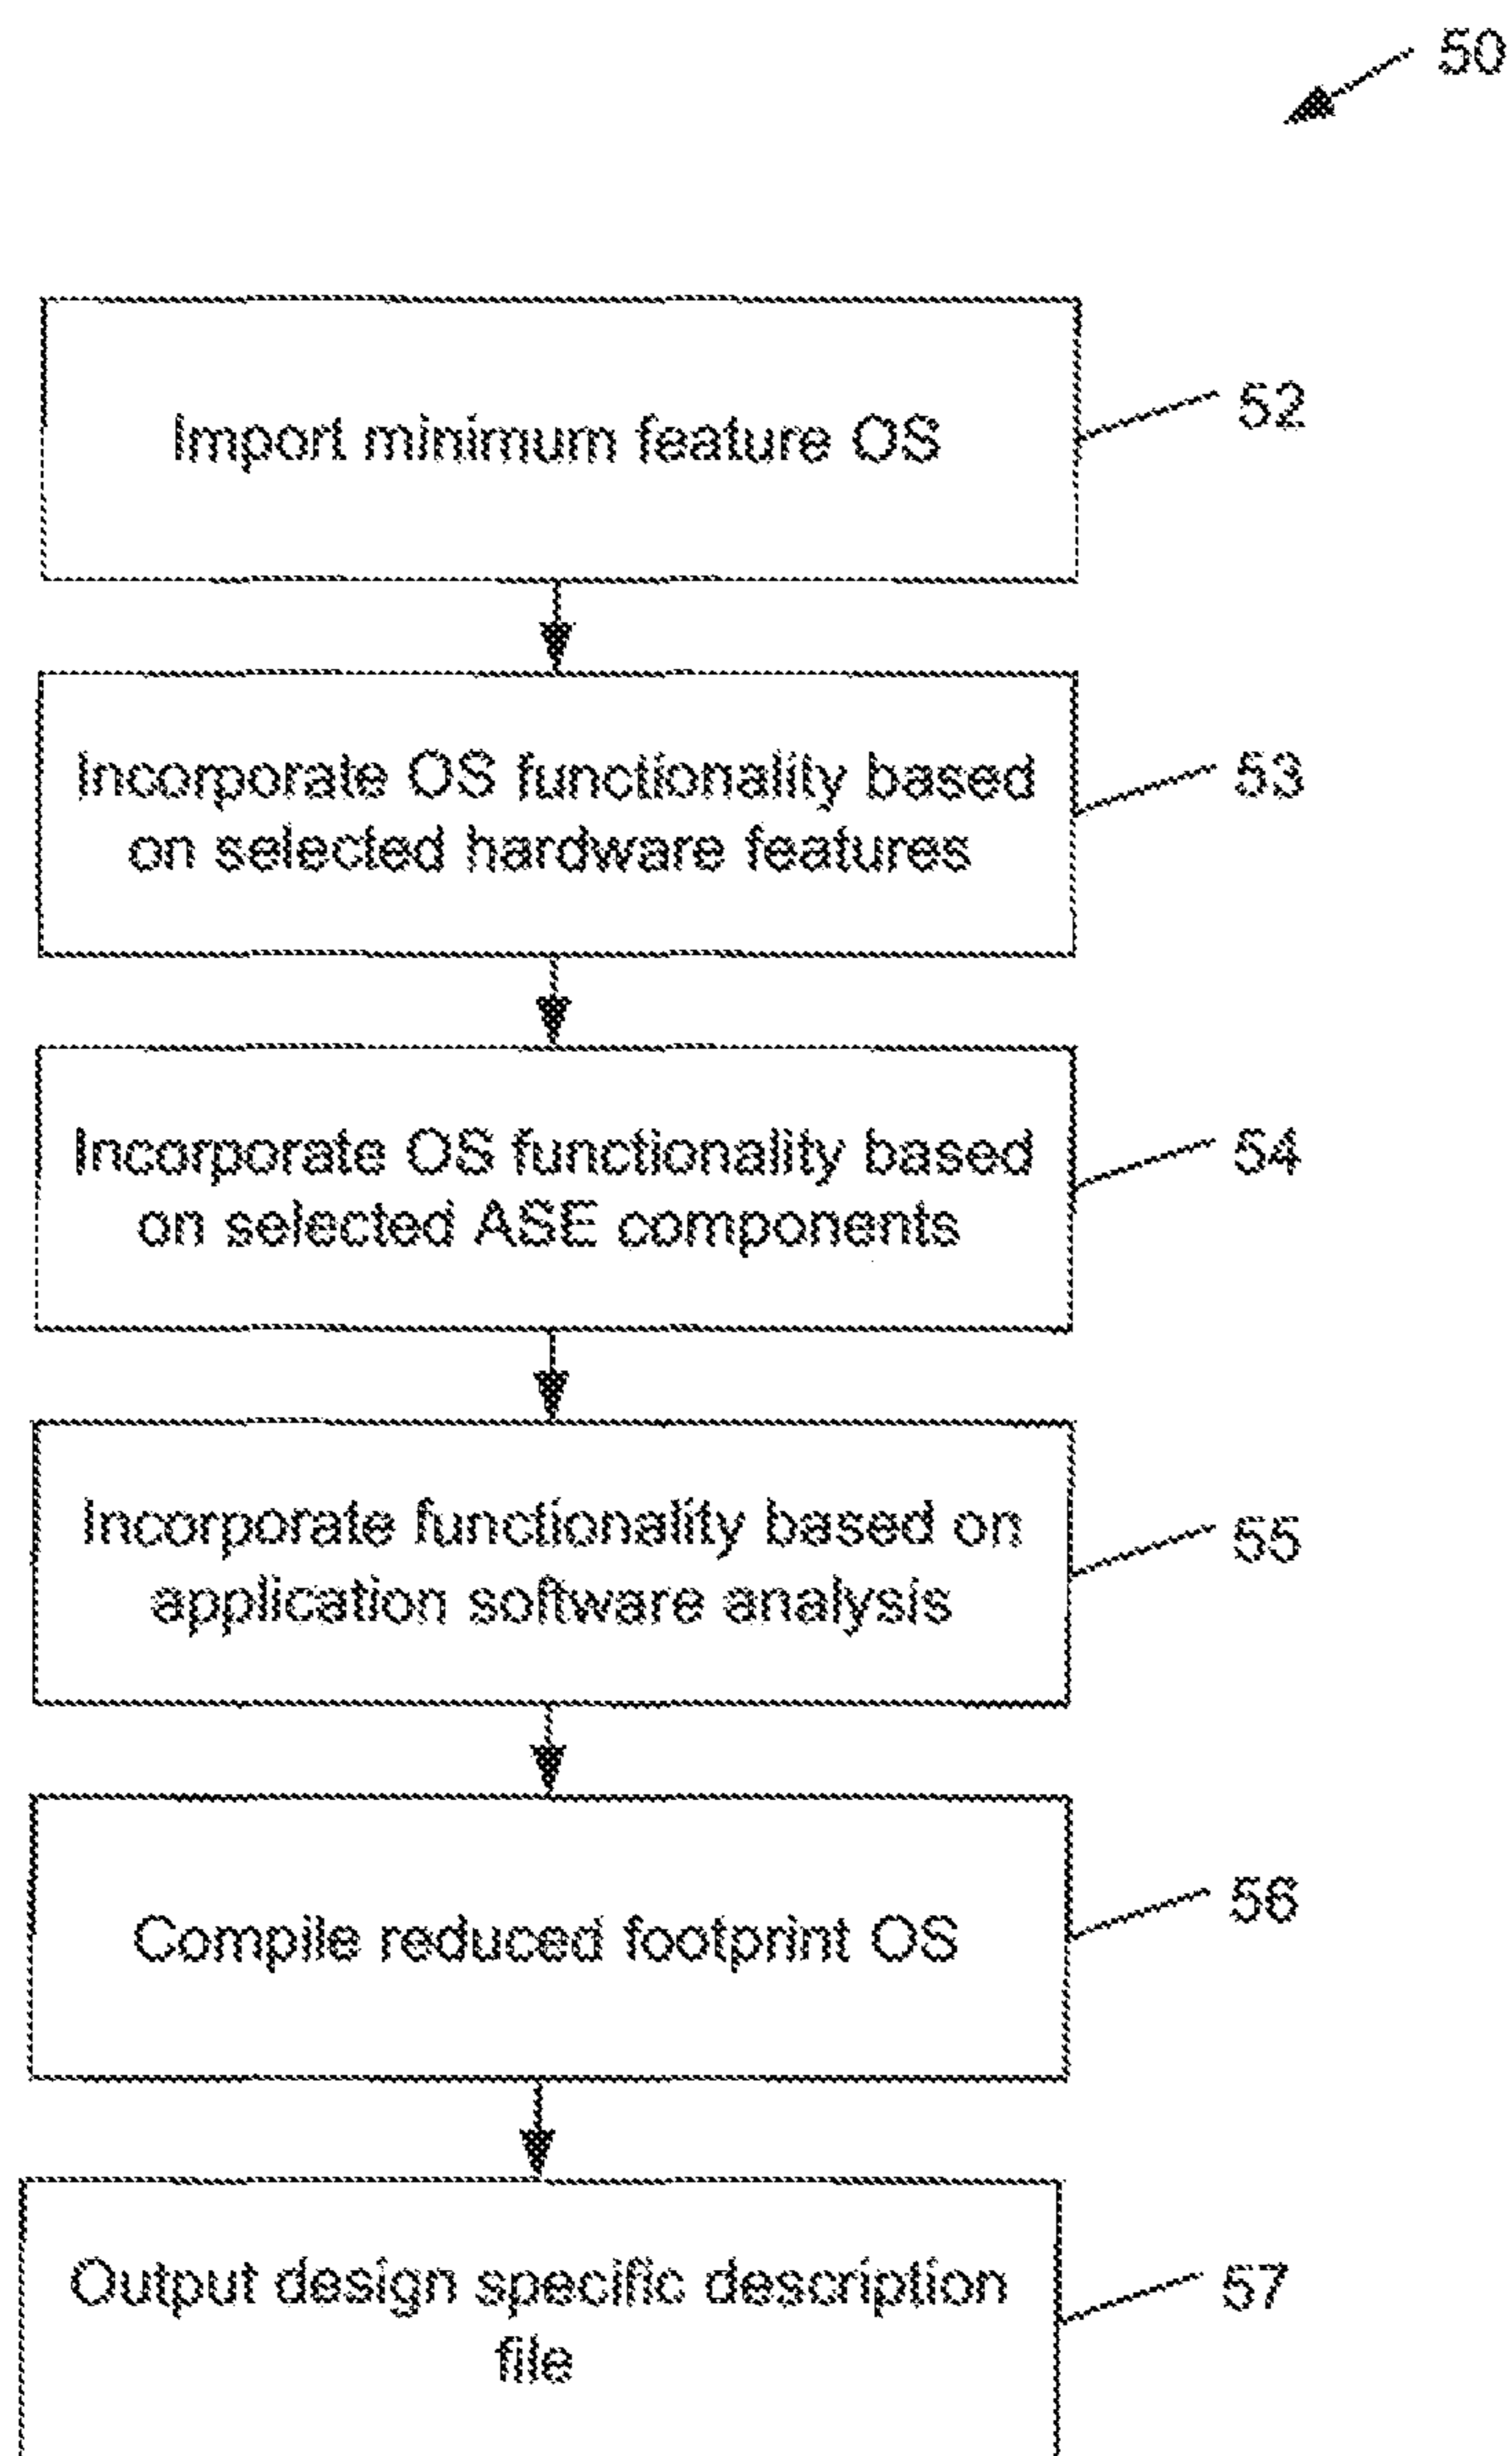 50
Import minimum feature OS
52
Incorporate OS functionality based
on selected hardware features
53
Incorporate OS functionality based
on selected ASE components
54
Incorporate functionality based on
application software analysis
55
Compile reduced footprint OS
56
Output design specific description
file
57